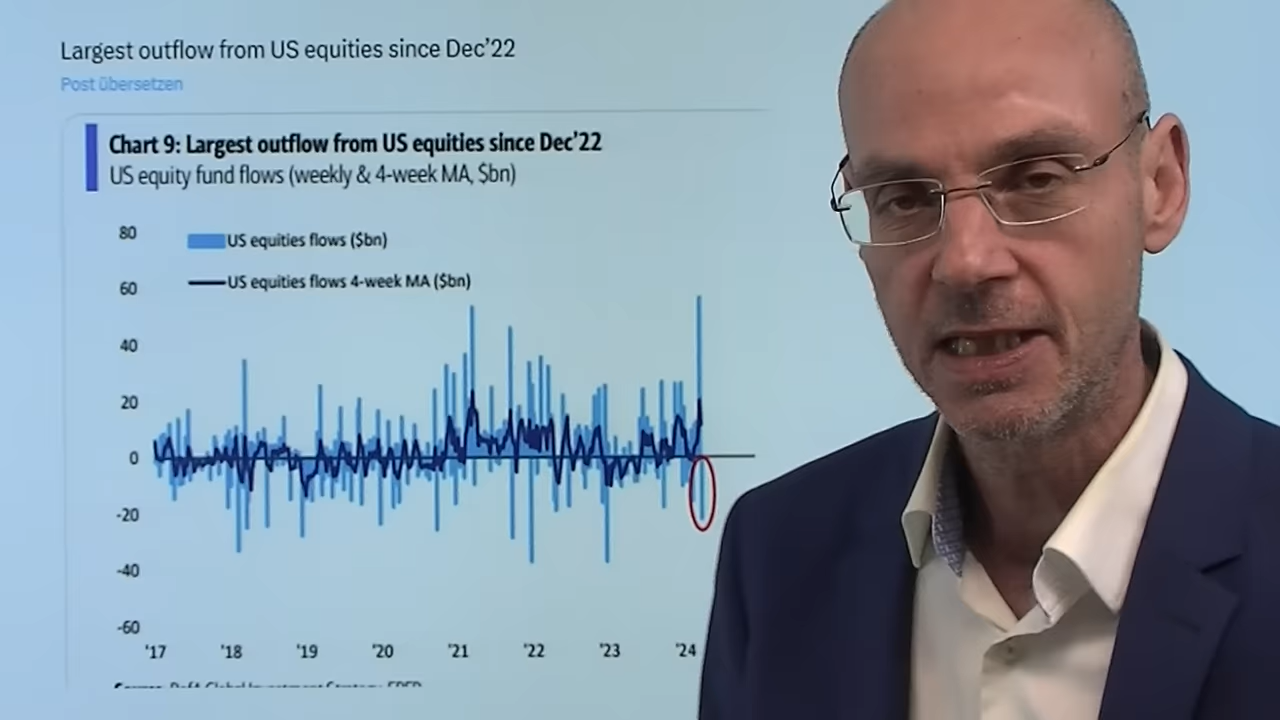 Largest outflow from US equities since Dec'22
Post übersetzen
Chart 9: Largest outflow from US equities since Dec'22
US equity fund flows (weekly & 4-week MA, $bn)
80
US equities flows ($bn)
US equities flows 4-week MA ($bn)
60
40
20
0
-20
-40
-60
'17 '18 '19 '20 '21 '22 '23 '24